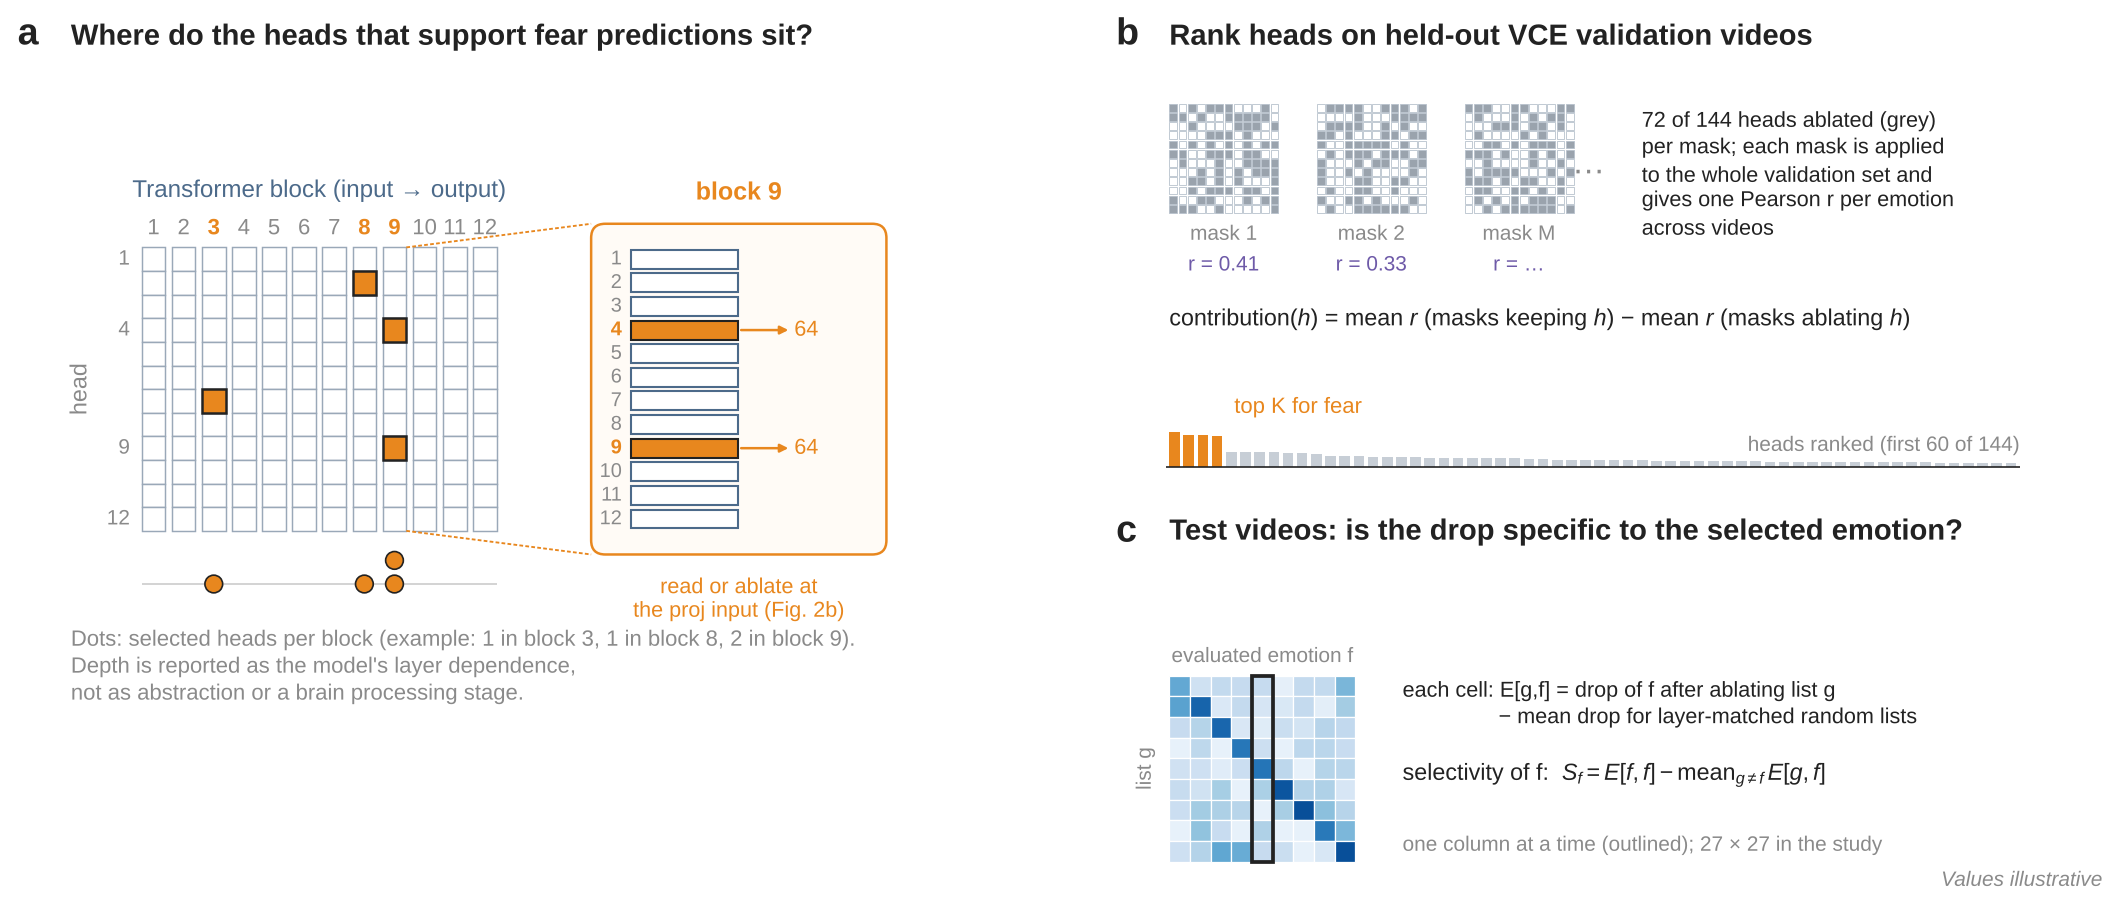 a Where do the heads that support fear predictions sit?
Transformer block (input → output)
1 2 3 4 5 6 7 8 9 10 11 12
head
1
4
9
12
block 9
1
2
3
4 64
5
6
7
8
9 64
10
11
12
read or ablate at
the proj input (Fig. 2b)
Dots: selected heads per block (example: 1 in block 3, 1 in block 8, 2 in block 9).
Depth is reported as the model's layer dependence,
not as abstraction or a brain processing stage.
b Rank heads on held-out VCE validation videos
mask 1 mask 2 mask M
r = 0.41 r = 0.33 r = …
…
72 of 144 heads ablated (grey)
per mask; each mask is applied
to the whole validation set and
gives one Pearson r per emotion
across videos
contribution(h) = mean r (masks keeping h) − mean r (masks ablating h)
top K for fear
heads ranked (first 60 of 144)
c Test videos: is the drop specific to the selected emotion?
evaluated emotion f
list g
each cell: E[g,f] = drop of f after ablating list g
− mean drop for layer-matched random lists
selectivity of f: S_f = E[f, f] − mean_{g ≠ f} E[g, f]
one column at a time (outlined); 27 × 27 in the study
Values illustrative